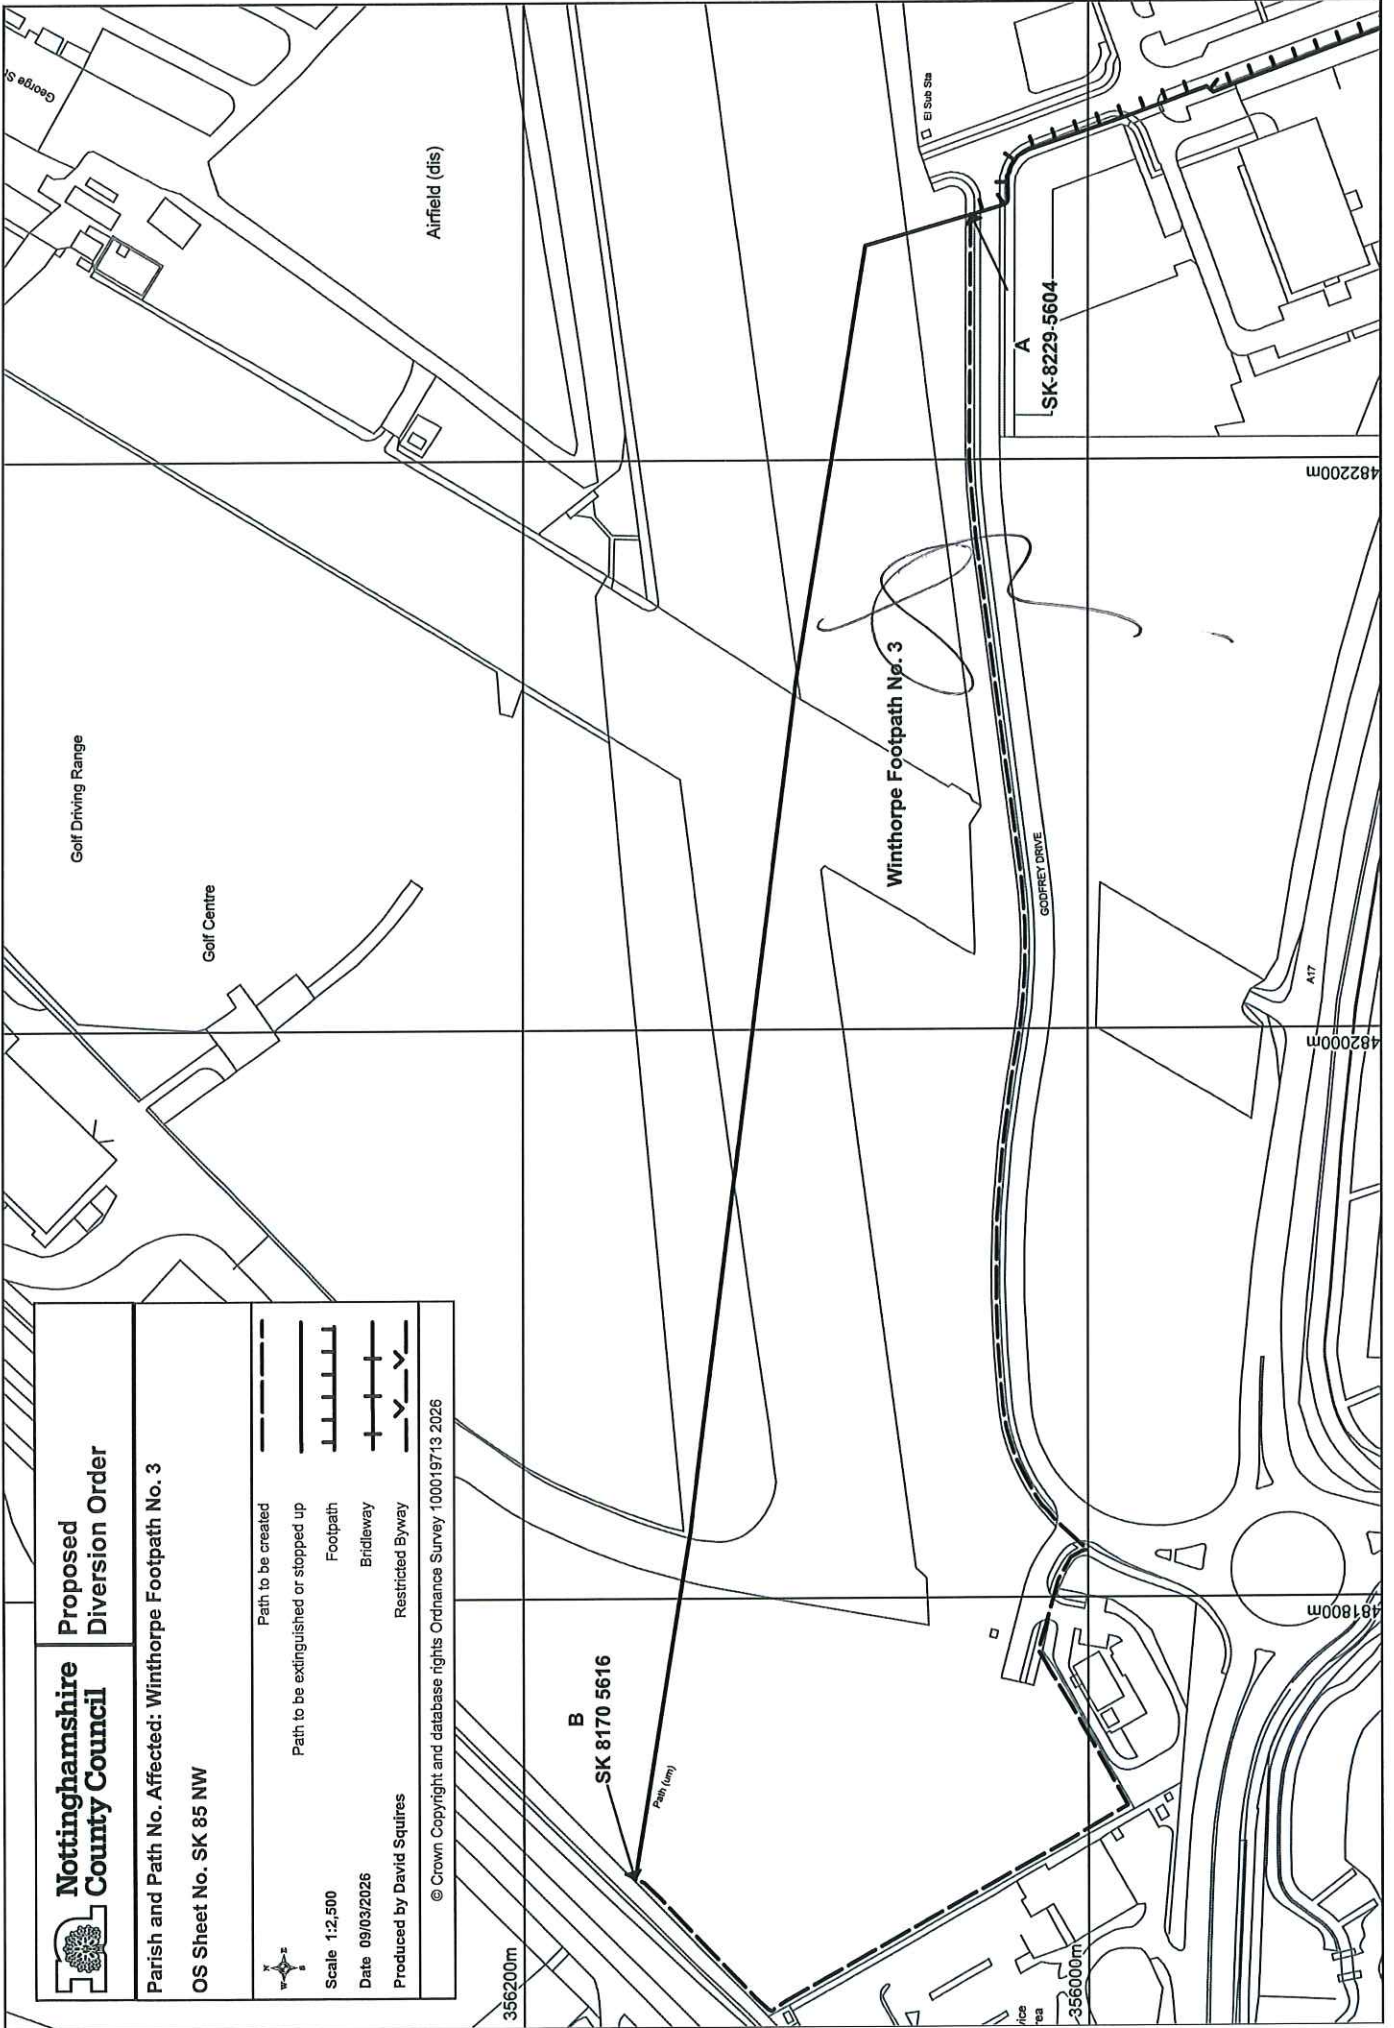 Nottinghamshire
County Council
Proposed
Diversion Order
Parish and Path No. Affected: Winthorpe Footpath No. 3
OS Sheet No. SK 85 NW
N
W E
S
Scale 1:2,500
Date 09/03/2026
Produced by David Squires
Path to be created
Path to be extinguished or stopped up
Footpath
Bridleway
Restricted Byway
© Crown Copyright and database rights Ordnance Survey 100019713 2026
Golf Centre
Golf Driving Range
George St
Airfield (dis)
El Sub Sta
356200m
B
SK 8170 5616
Path (um)
Winthorpe Footpath No. 3
GODFREY DRIVE
A
SK-8229-5604
356000m
A17
481800m
482000m
482200m